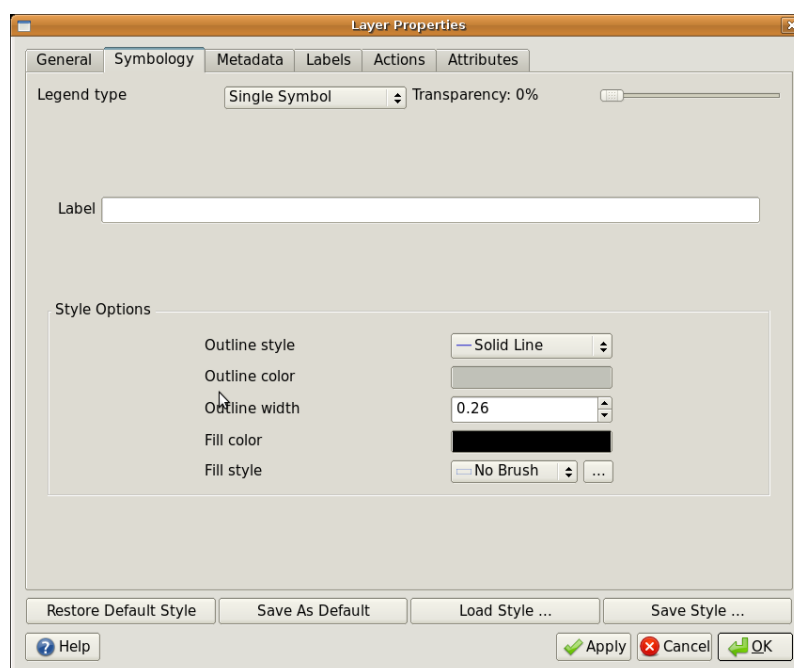 Layer Properties
General Symbology Metadata Labels Actions Attributes
Legend type Single Symbol Transparency: 0%
Label
Style Options
Outline style Solid Line
Outline color
Outline width 0.26
Fill color
Fill style No Brush ...
Restore Default Style Save As Default Load Style ... Save Style ...
Help Apply Cancel OK